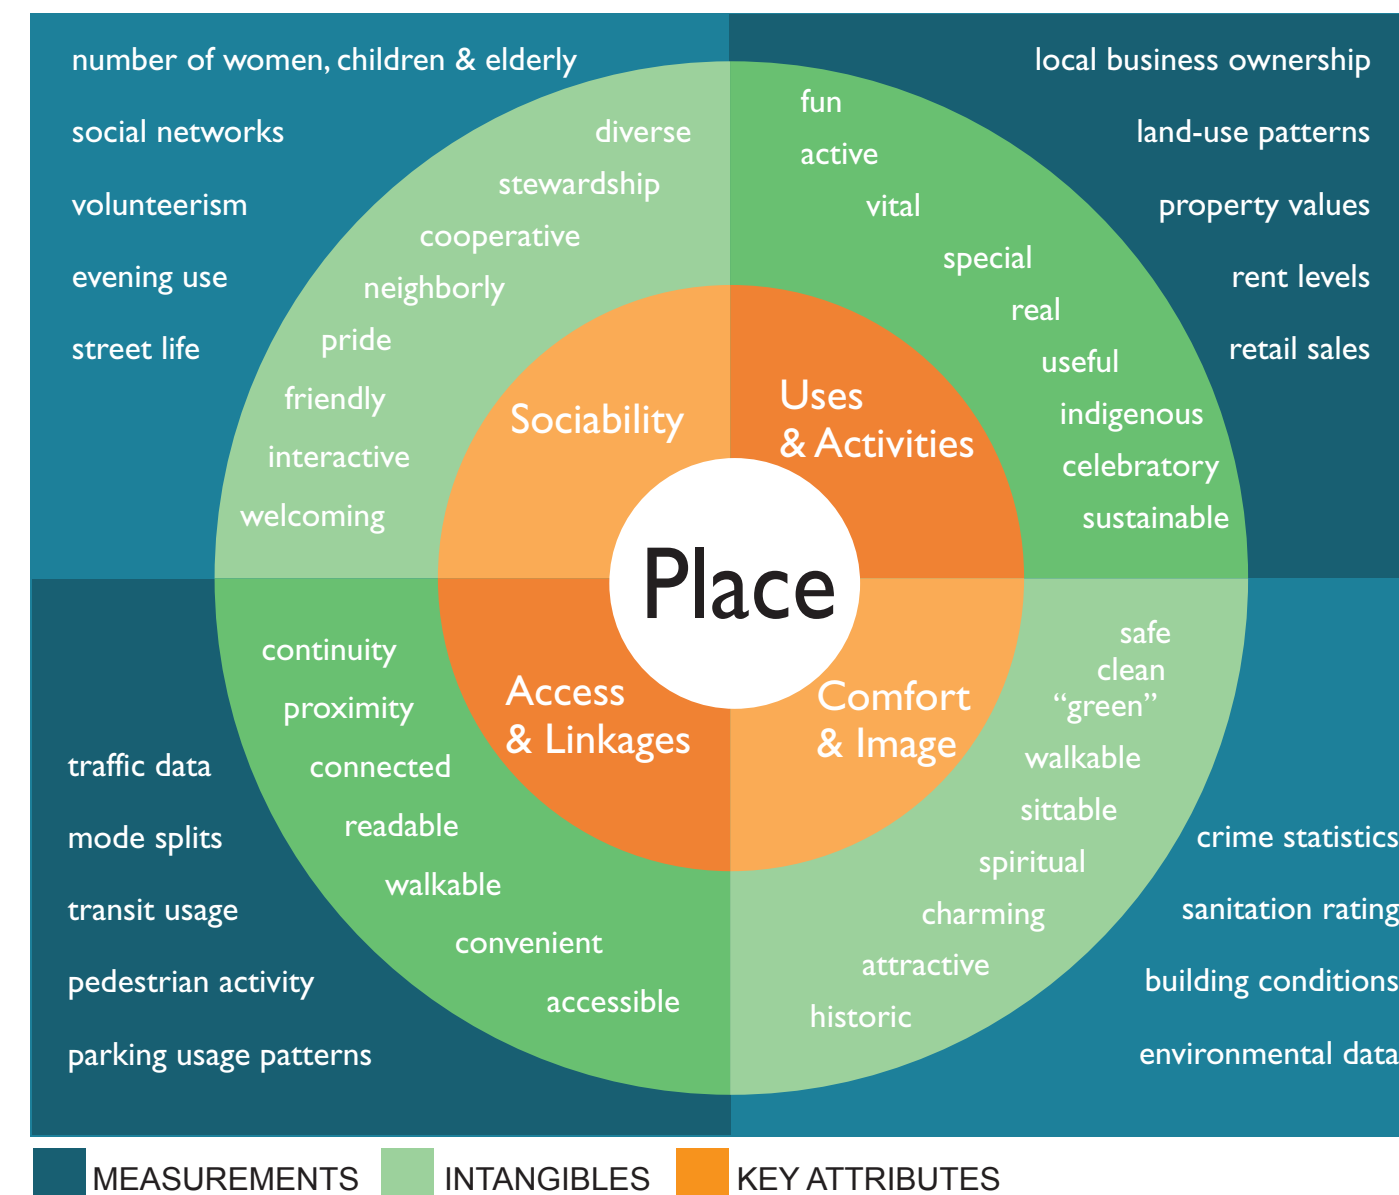 number of women, children & elderly
social networks
volunteerism
evening use
street life
diverse
stewardship
cooperative
neighborly
pride
friendly
interactive
welcoming
Sociability
fun
active
vital
special
real
useful
indigenous
celebratory
sustainable
Uses
& Activities
local business ownership
land-use patterns
property values
rent levels
retail sales
Place
traffic data
mode splits
transit usage
pedestrian activity
parking usage patterns
continuity
proximity
connected
readable
walkable
convenient
accessible
Access
& Linkages
Comfort
& Image
safe
clean
“green”
walkable
sittable
spiritual
charming
attractive
historic
crime statistics
sanitation rating
building conditions
environmental data
MEASUREMENTS
INTANGIBLES
KEY ATTRIBUTES